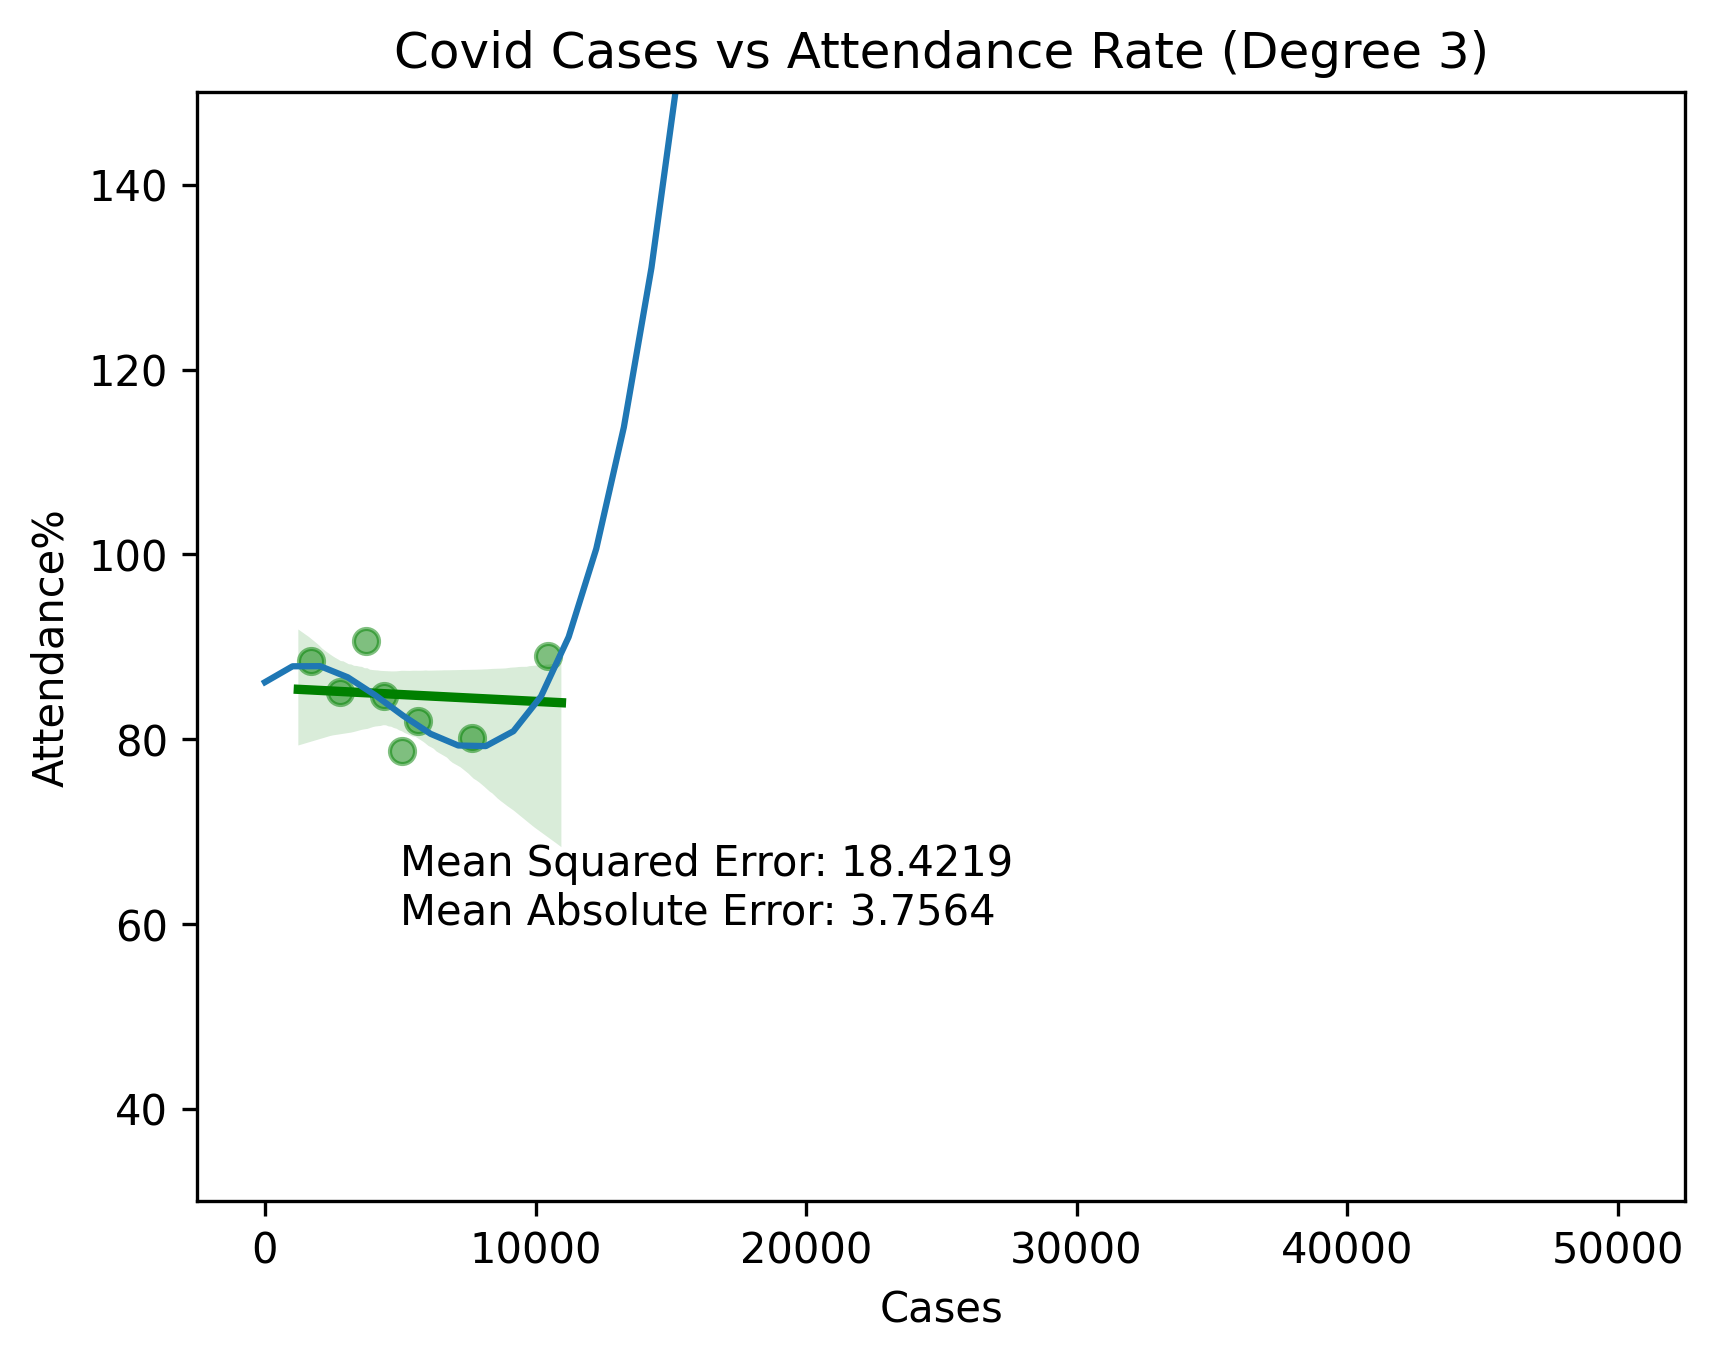 Covid Cases vs Attendance Rate (Degree 3)
140
120
100
80
60
40
Attendance%
Mean Squared Error: 18.4219
Mean Absolute Error: 3.7564
0 10000 20000 30000 40000 50000
Cases